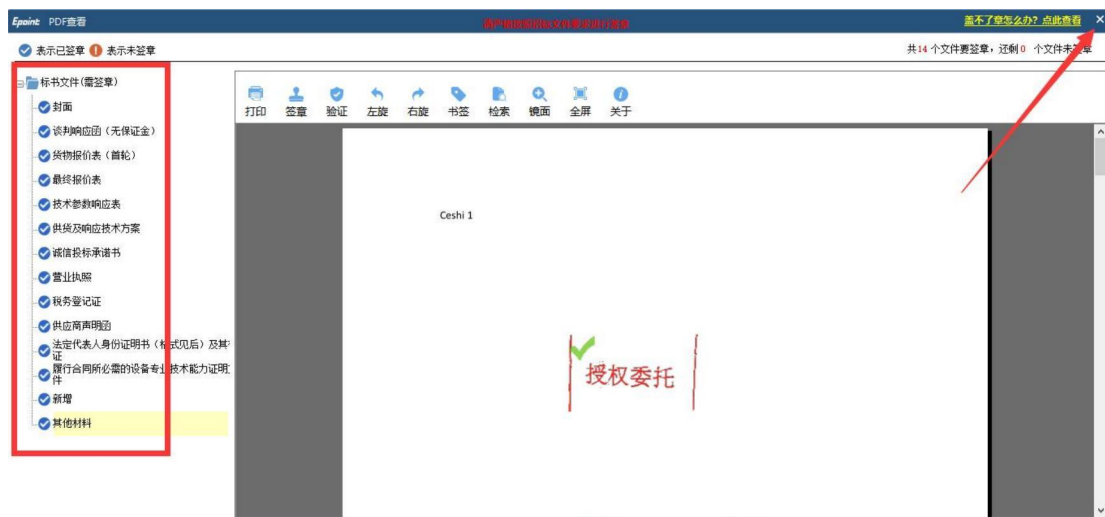 Epoint PDF查看
盖不了章怎么办？点此查看
表示已签章 表示未签章
共14 个文件要签章，还剩0 个文件未签章
标书文件(需签章)
封面
谈判响应函（无保证金）
货物报价表（首轮）
最终报价表
技术参数响应表
供货及响应技术方案
诚信投标承诺书
营业执照
税务登记证
供应商声明函
法定代表人身份证明书（格式见后）及其
证
履行合同所必需的设备专业技术能力证明
件
新增
其他材料
打印 签章 验证 左旋 右旋 书签 检索 镜面 全屏 关于
Ceshi 1
授权委托